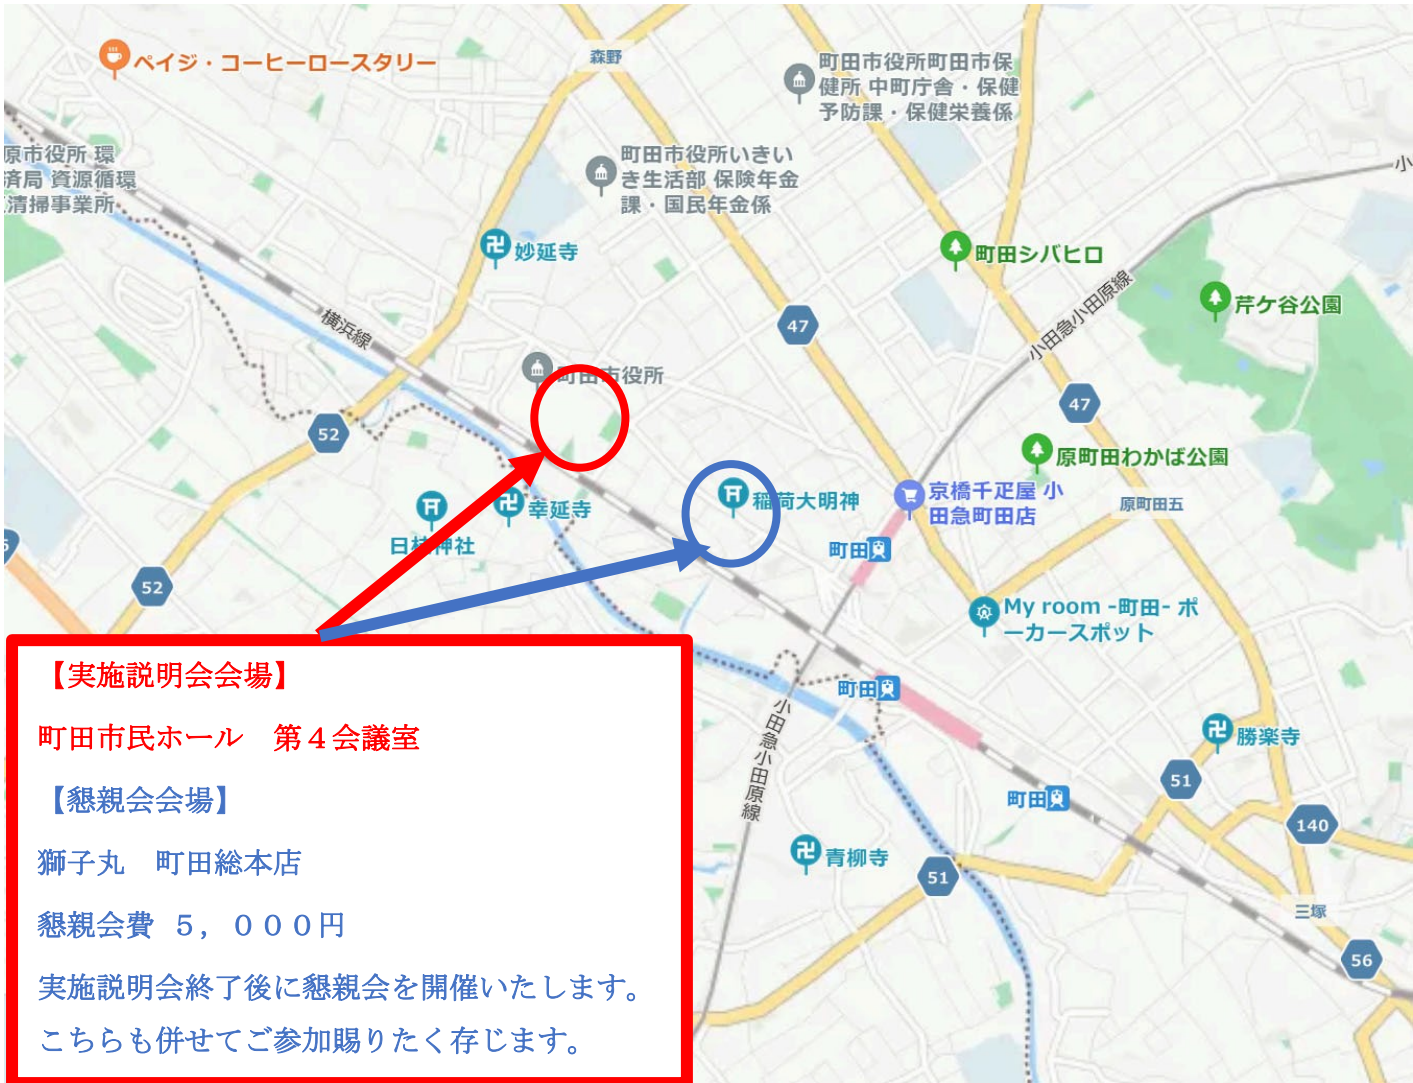 ペイジ・コーヒーロースタリー
森野
町田市役所町田市保
健所 中町庁舎・保健
予防課・保健栄養係
原市役所 環
済局 資源循環
清掃事業所
町田市役所いきい
き生活部 保険年金
課・国民年金係
小
妙延寺
町田シバヒロ
芹ケ谷公園
小田急小田原線
横浜線
47
町田市役所
47
52
原町田わかば公園
稲荷大明神
京橋千疋屋 小
田急町田店
原町田五
幸延寺
日枝神社
町田
52
My room -町田- ポ
ーカースポット
町田
小田急小田原線
勝楽寺
51
町田
140
青柳寺
51
三塚
56
【実施説明会会場】
町田市民ホール 第4会議室
【懇親会会場】
獅子丸 町田総本店
懇親会費 5,000円
実施説明会終了後に懇親会を開催いたします。
こちらも併せてご参加賜りたく存じます。